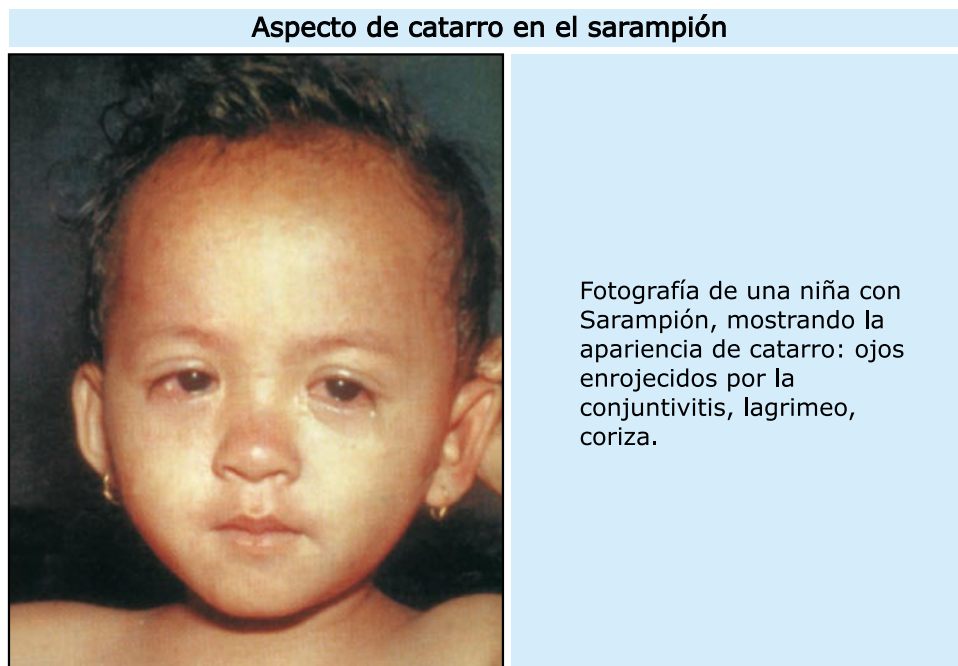 Aspecto de catarro en el sarampión
Fotografía de una niña con
Sarampión, mostrando la
apariencia de catarro: ojos
enrojecidos por la
conjuntivitis, lagrimeo,
coriza.